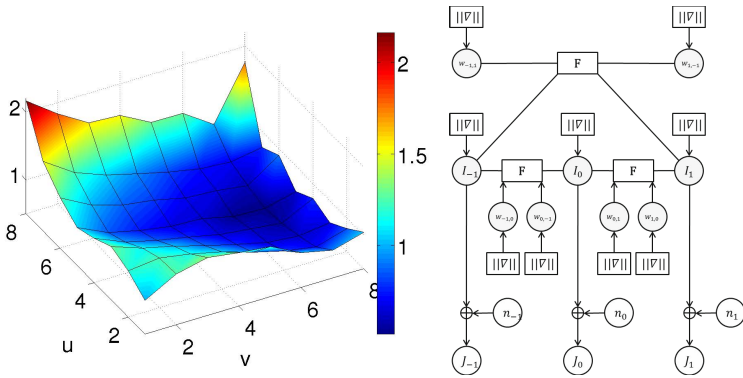 2
1
8
6
4
2
u
2
4
6
8
v
2
1.5
1
||∇|| ||∇||
w₋₁,₁ F w₁,₋₁
||∇|| ||∇|| ||∇||
I₋₁ F I₀ F I₁
w₋₁,₀ w₀,₋₁ w₀,₁ w₁,₀
||∇|| ||∇|| ||∇|| ||∇||
n₋₁ n₀ n₁
J₋₁ J₀ J₁